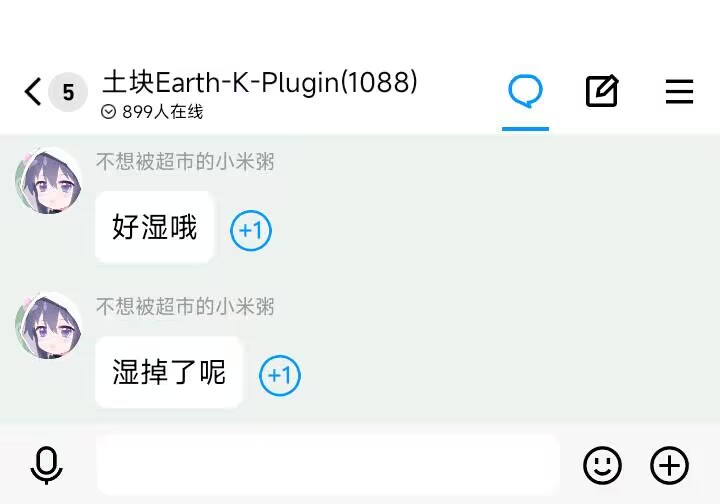 5
土块Earth-K-Plugin(1088)
899人在线
不想被超市的小米粥
好湿哦
+1
不想被超市的小米粥
湿掉了呢
+1